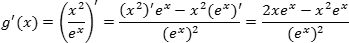 g'(x) = (x²/eˣ)' = ((x²)'eˣ − x²(eˣ)')/(eˣ)² = (2xeˣ − x²eˣ)/(eˣ)²